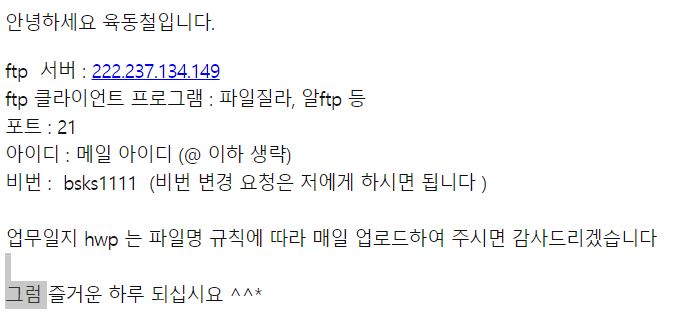 안녕하세요 육동철입니다.
ftp 서버 : 222.237.134.149
ftp 클라이언트 프로그램 : 파일질라, 알ftp 등
포트 : 21
아이디 : 메일 아이디 (@ 이하 생략)
비번 : bsks1111 (비번 변경 요청은 저에게 하시면 됩니다 )
업무일지 hwp 는 파일명 규칙에 따라 매일 업로드하여 주시면 감사드리겠습니다
그럼 즐거운 하루 되십시요 ^^*